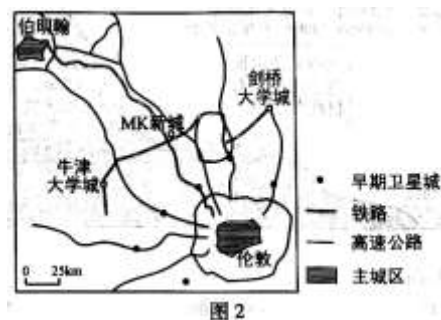 伯明翰
剑桥
大学城
MK新城
牛津
大学城
伦敦
0 25km
早期卫星城
铁路
高速公路
主城区
图2